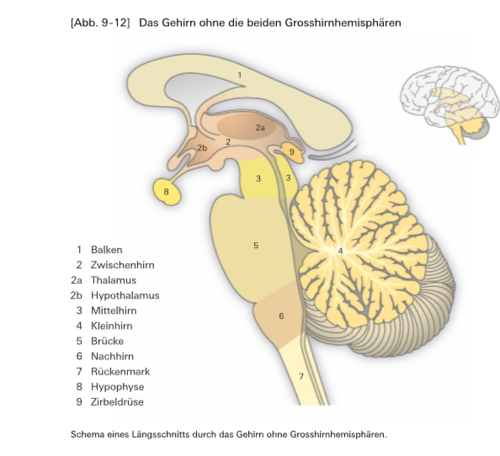 [Abb. 9-12] Das Gehirn ohne die beiden Grosshirnhemisphären
1
2a
2
2b
9
3
3
8
4
5
6
7
1 Balken
2 Zwischenhirn
2a Thalamus
2b Hypothalamus
3 Mittelhirn
4 Kleinhirn
5 Brücke
6 Nachhirn
7 Rückenmark
8 Hypophyse
9 Zirbeldrüse
Schema eines Längsschnitts durch das Gehirn ohne Grosshirnhemisphären.